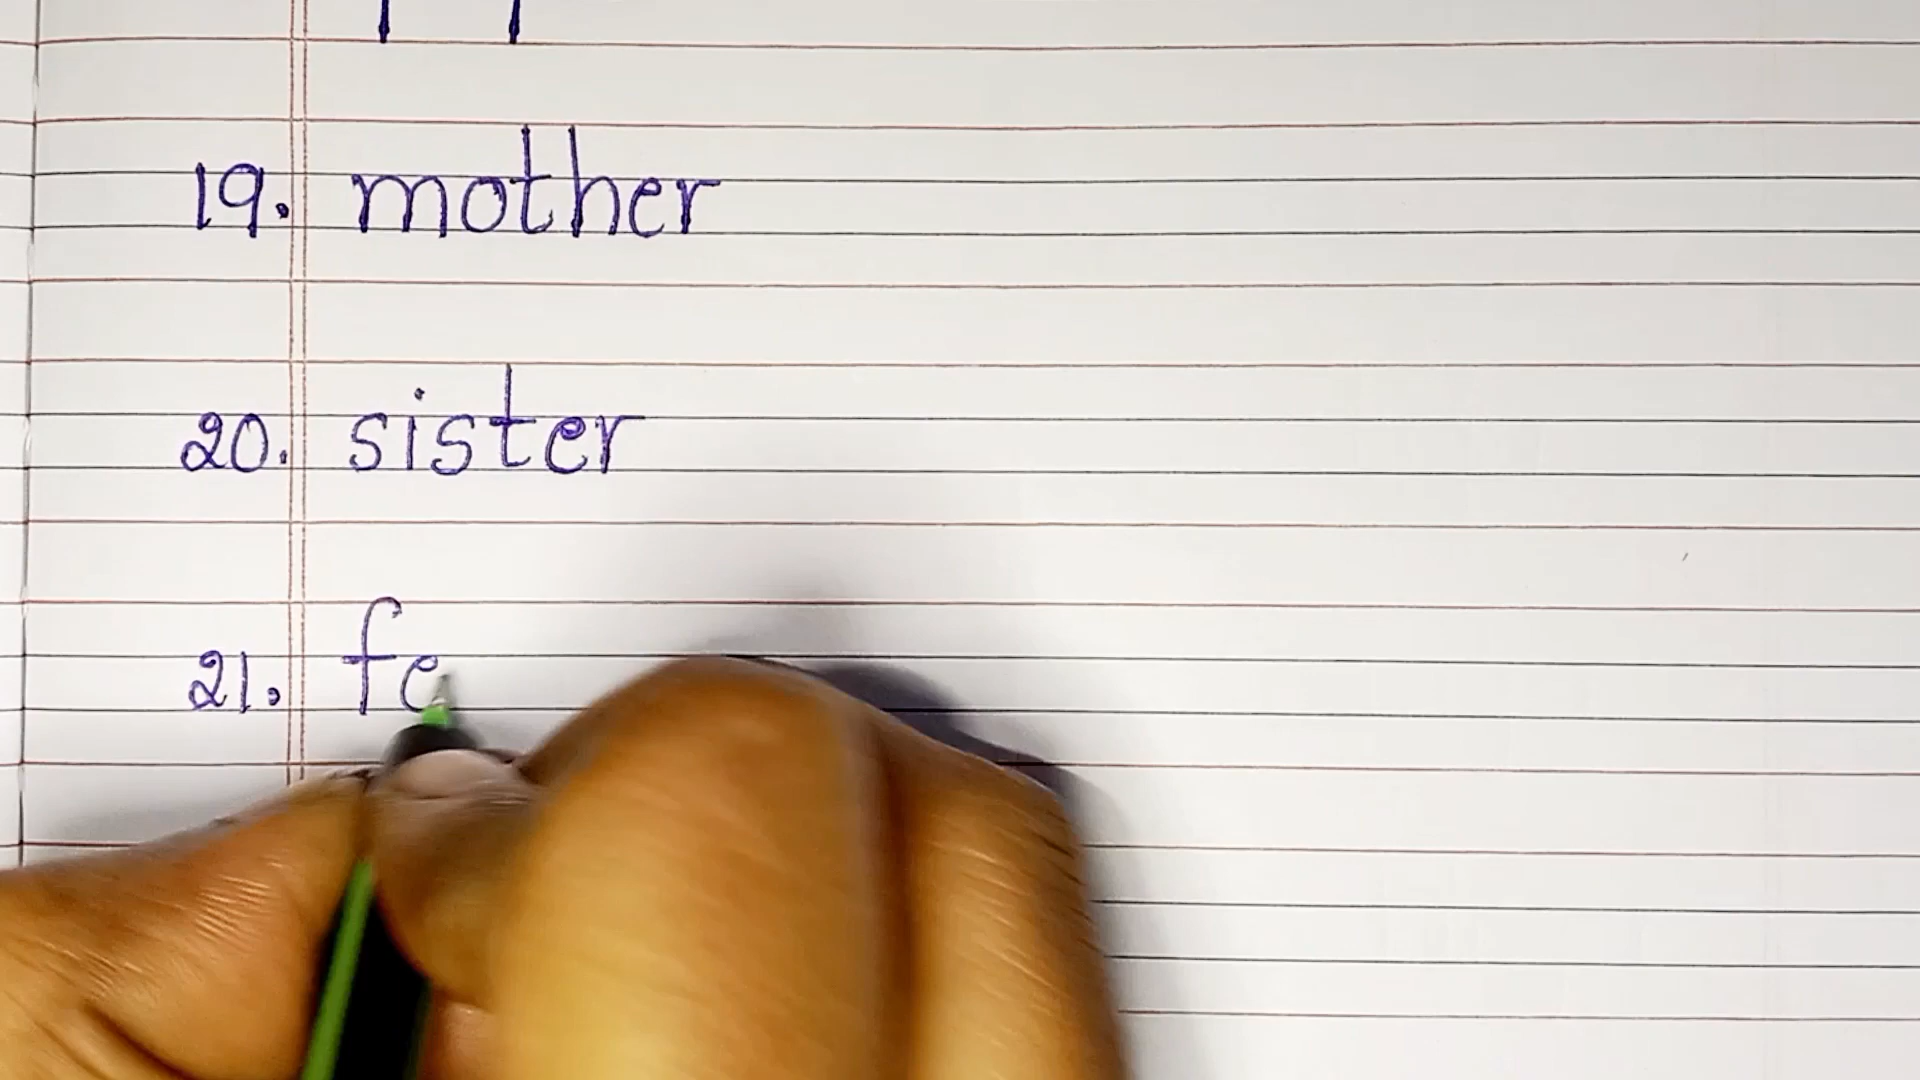 19. mother
20. sister
21. fe